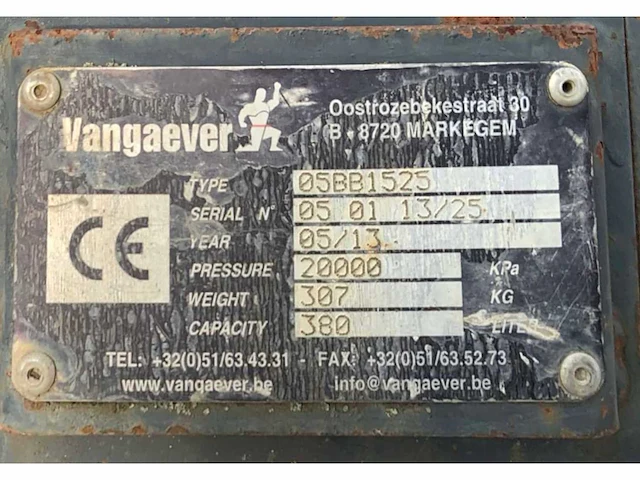 Vangaever
Oostrozebekestraat 30
B - 8720 MARKEGEM
CE
TYPE 05BB1525
SERIAL N° 05 01 13/25
YEAR 05/13
PRESSURE 20000 KPa
WEIGHT 307 KG
CAPACITY 380 LITER
TEL: +32(0)51/63.43.31 - FAX: +32(0)51/63.52.73
www.vangaever.be info@vangaever.be